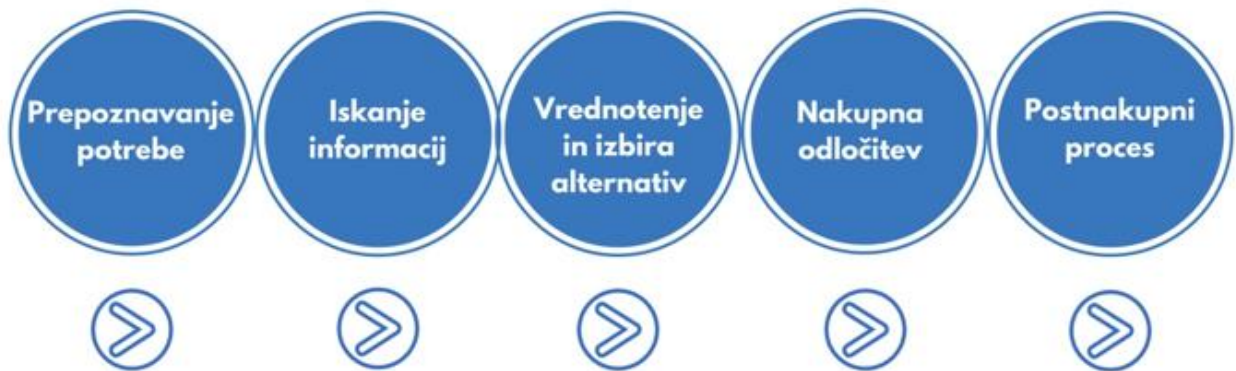 Prepoznavanje
potrebe
Iskanje
informacij
Vrednotenje
in izbira
alternativ
Nakupna
odločitev
Postnakupni
proces